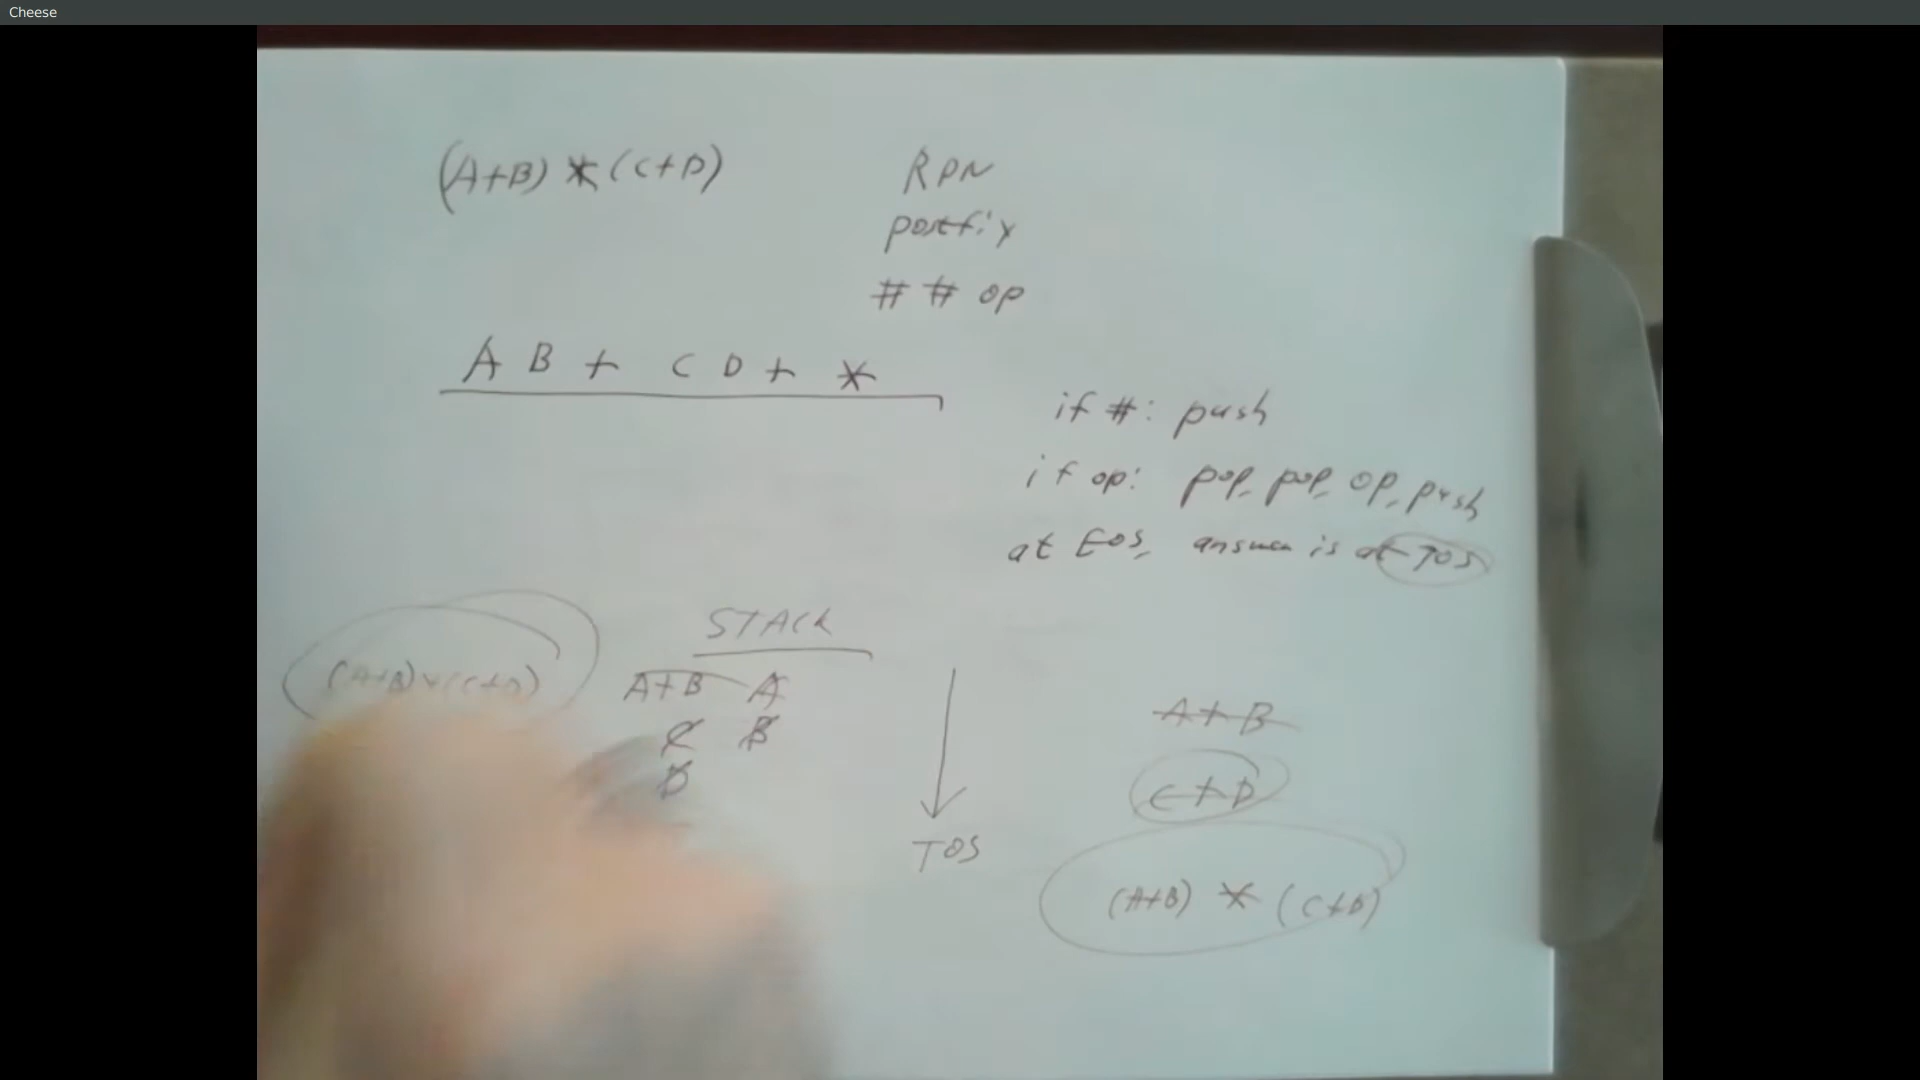 Cheese
(A+B) * (C+D)
RPN
postfix
# # op
A B + C D + *
if #: push
if op: pop, pop, op, push
at EOS, answer is at TOS
STACK
(A+B)*(C+D)
A+B A
C B
D
TOS
A+B
C+D
(A+B) * (C+D)